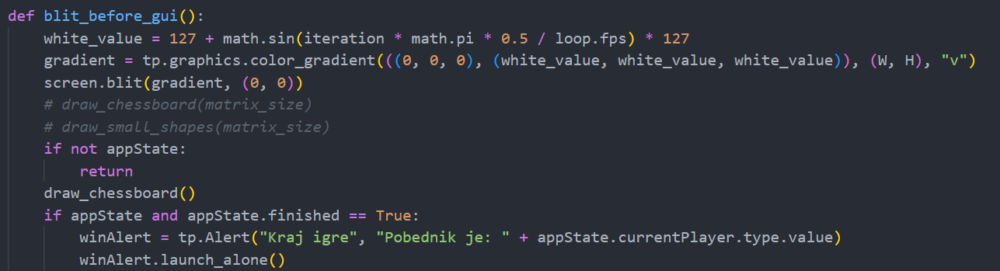 def blit_before_gui():
    white_value = 127 + math.sin(iteration * math.pi * 0.5 / loop.fps) * 127
    gradient = tp.graphics.color_gradient(((0, 0, 0), (white_value, white_value, white_value)), (W, H), "v")
    screen.blit(gradient, (0, 0))
    # draw_chessboard(matrix_size)
    # draw_small_shapes(matrix_size)
    if not appState:
        return
    draw_chessboard()
    if appState and appState.finished == True:
        winAlert = tp.Alert("Kraj igre", "Pobednik je: " + appState.currentPlayer.type.value)
        winAlert.launch_alone()